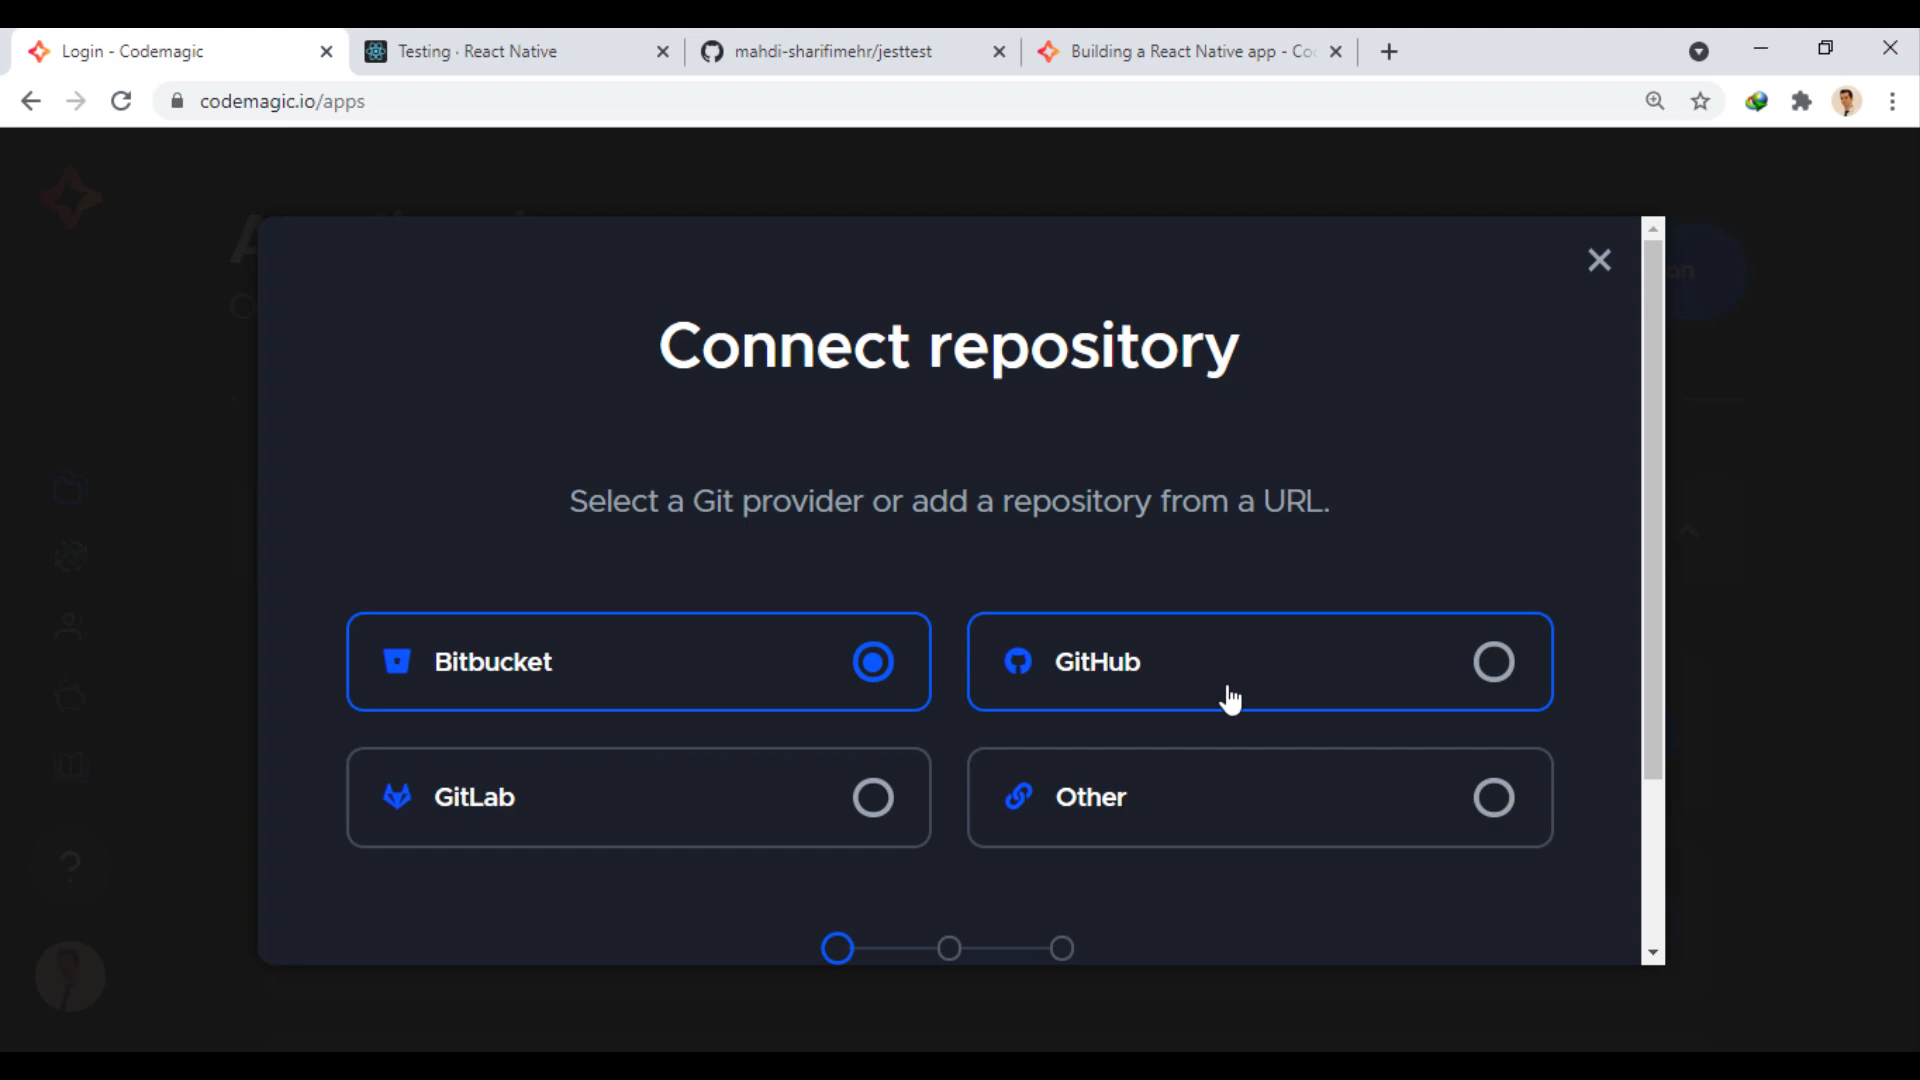 Login - Codemagic
Testing · React Native
mahdi-sharifimehr/jesttest
Building a React Native app - Co
codemagic.io/apps
on
Connect repository
Select a Git provider or add a repository from a URL.
Bitbucket
GitHub
GitLab
Other
?